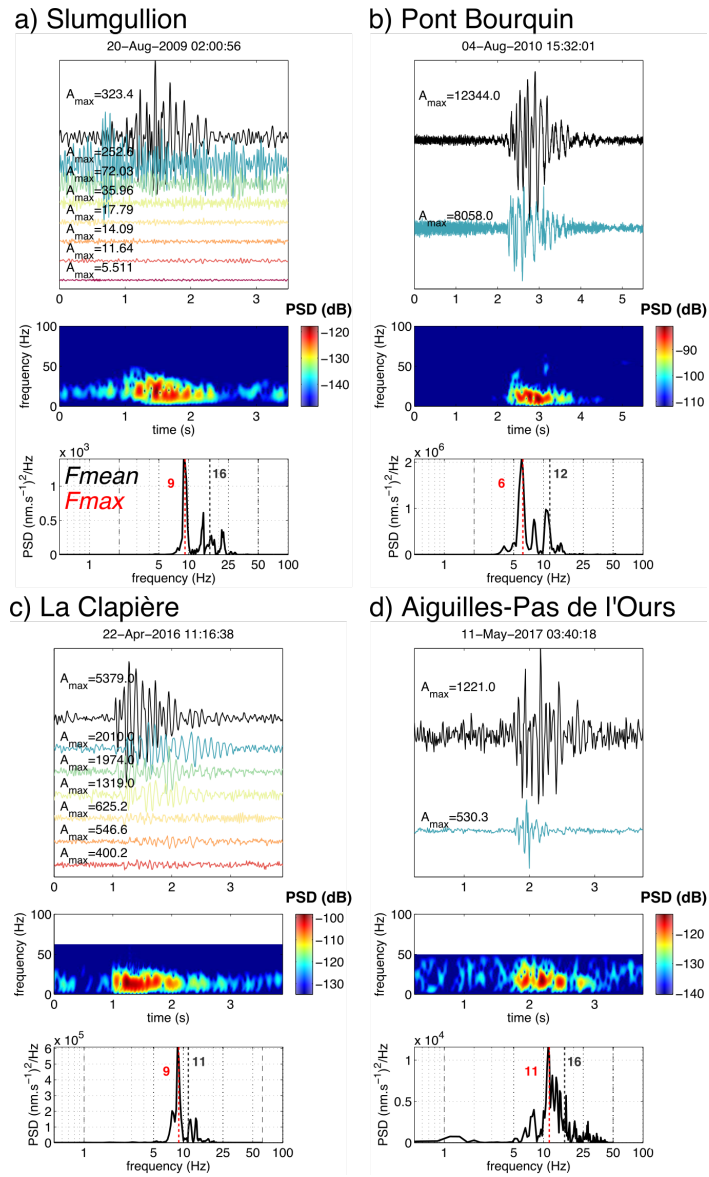 a) Slumgullion
20−Aug−2009 02:00:56
Amax=323.4
Amax=252.6
Amax=72.03
Amax=35.96
Amax=17.79
Amax=14.09
Amax=11.64
Amax=5.511
0 1 2 3
PSD (dB)
frequency (Hz)
100
50
0
−120
−130
−140
0 1 2 3
time (s)
x 10^3
PSD (nm.s−1)2/Hz
1
0.5
0
Fmean
Fmax
9
16
1 5 10 25 50 100
frequency (Hz)
b) Pont Bourquin
04−Aug−2010 15:32:01
Amax=12344.0
Amax=8058.0
0 1 2 3 4 5
PSD (dB)
frequency (Hz)
100
50
0
−90
−100
−110
0 1 2 3 4 5
time (s)
x 10^6
PSD (nm.s−1)2/Hz
2
1
0
6
12
1 5 10 25 50 100
frequency (Hz)
c) La Clapière
22−Apr−2016 11:16:38
Amax=5379.0
Amax=2010.0
Amax=1974.0
Amax=1319.0
Amax=625.2
Amax=546.6
Amax=400.2
0 1 2 3
PSD (dB)
frequency (Hz)
100
50
0
−100
−110
−120
−130
0 1 2 3
time (s)
x 10^5
PSD (nm.s−1)2/Hz
6
5
4
3
2
1
0
9
11
1 5 10 25 50 100
frequency (Hz)
d) Aiguilles-Pas de l'Ours
11−May−2017 03:40:18
Amax=1221.0
Amax=530.3
1 2 3
PSD (dB)
frequency (Hz)
100
50
0
−120
−130
−140
1 2 3
time (s)
x 10^4
PSD (nm.s−1)2/Hz
1
0.5
0
11
16
1 5 10 25 50 100
frequency (Hz)